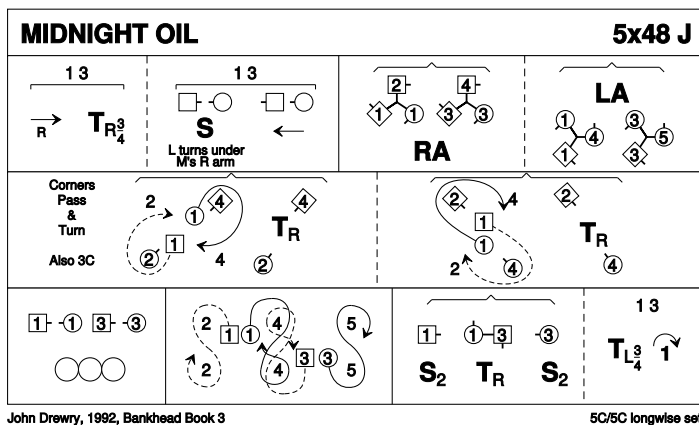 MIDNIGHT OIL 5x48 J
1 3
R T R 3/4
1 3
S
L turns under
M's R arm
2 4
1 1 3 3
RA
LA
1 3
4 5
1 3
Corners
Pass
&
Turn
Also 3C
2 4 4
1
1
2 4 2
T R
2 4 2
1
1
2 4 4
T R
1 1 3 3
2 1 1 4 5
3 3
2 4 5
1 1 3 3
S2 T R S2
1 3
T L 3/4 1
John Drewry, 1992, Bankhead Book 3 5C/5C longwise set